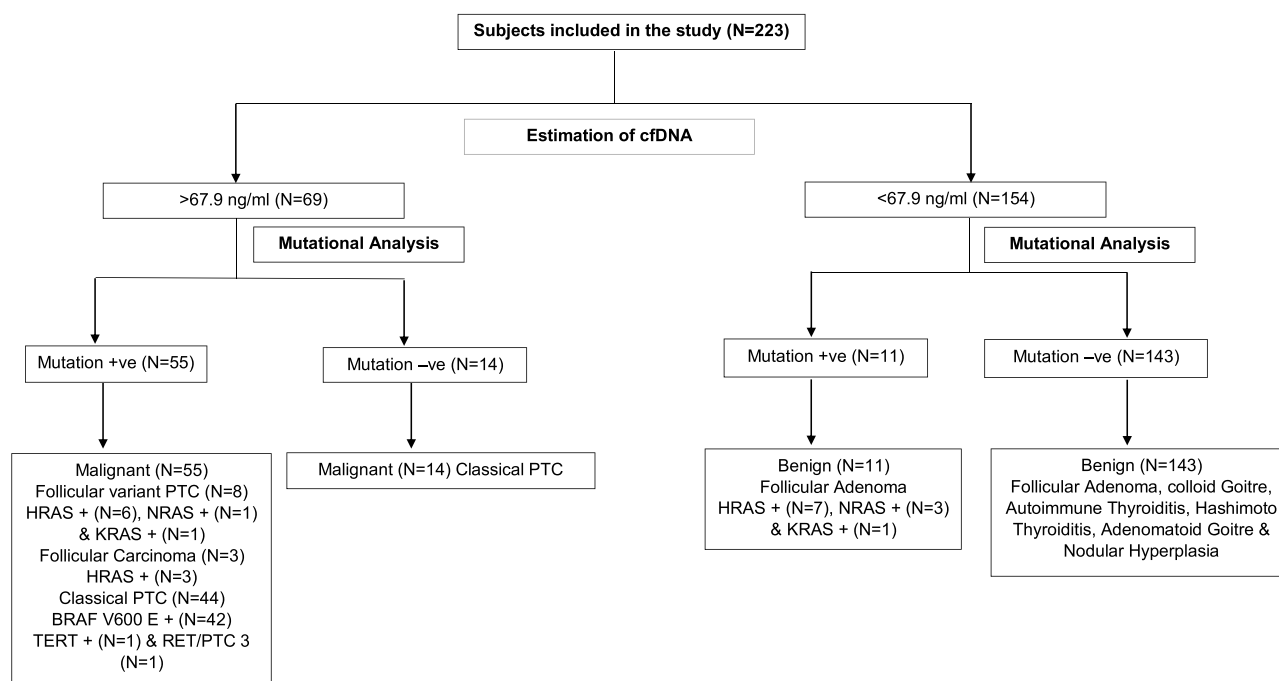 Subjects included in the study (N=223)
Estimation of cfDNA
>67.9 ng/ml (N=69)
<67.9 ng/ml (N=154)
Mutational Analysis
Mutational Analysis
Mutation +ve (N=55)
Mutation –ve (N=14)
Mutation +ve (N=11)
Mutation –ve (N=143)
Malignant (N=55)
Follicular variant PTC (N=8)
HRAS + (N=6), NRAS + (N=1)
& KRAS + (N=1)
Follicular Carcinoma (N=3)
HRAS + (N=3)
Classical PTC (N=44)
BRAF V600 E + (N=42)
TERT + (N=1) & RET/PTC 3
(N=1)
Malignant (N=14) Classical PTC
Benign (N=11)
Follicular Adenoma
HRAS + (N=7), NRAS + (N=3)
& KRAS + (N=1)
Benign (N=143)
Follicular Adenoma, colloid Goitre,
Autoimmune Thyroiditis, Hashimoto
Thyroiditis, Adenomatoid Goitre &
Nodular Hyperplasia